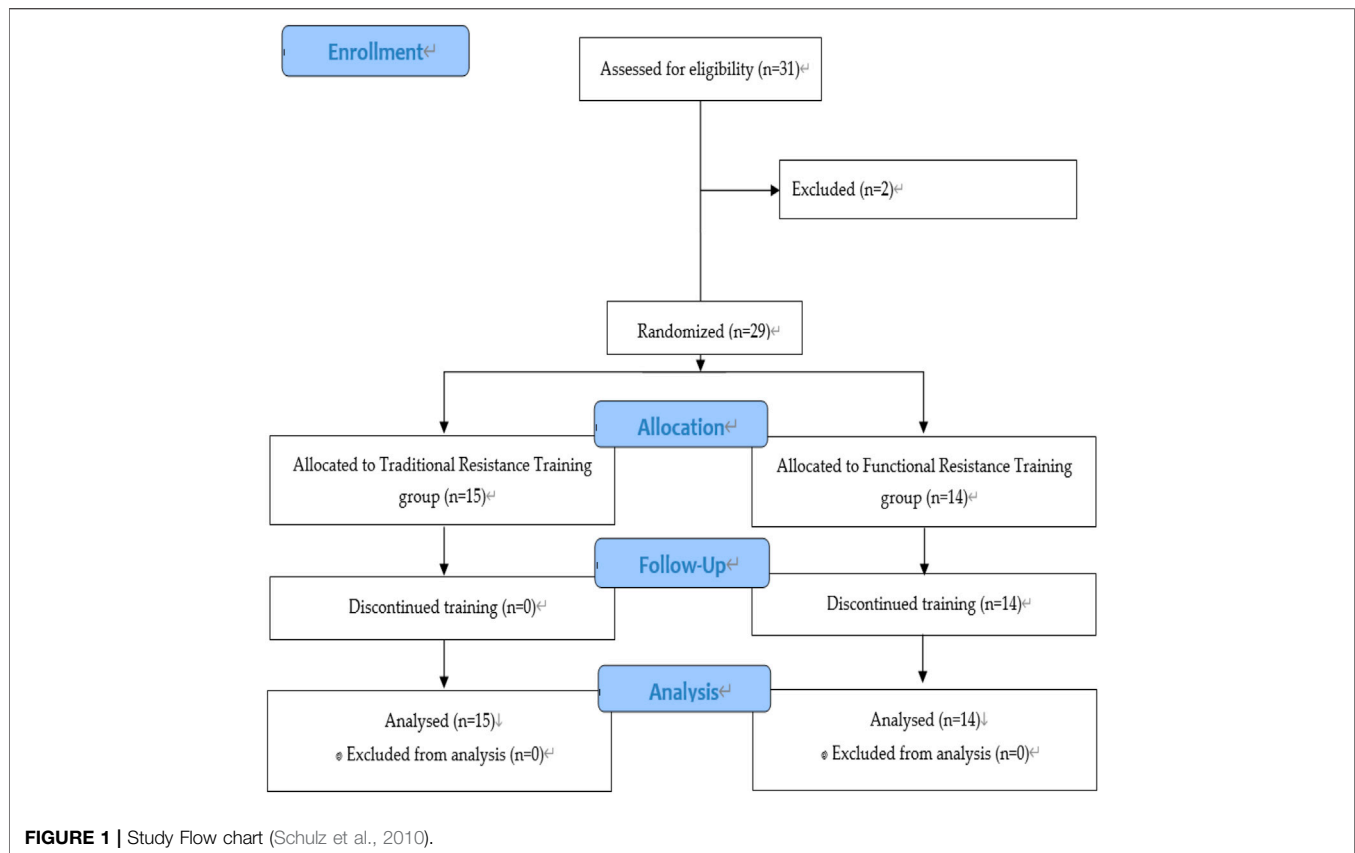 Enrollment↵
Assessed for eligibility (n=31)↵
Excluded (n=2)↵
Randomized (n=29)↵
Allocation↵
Allocated to Traditional Resistance Training
group (n=15)↵
Allocated to Functional Resistance Training
group (n=14)↵
Follow-Up↵
Discontinued training (n=0)↵
Discontinued training (n=14)↵
Analysis↵
Analysed (n=15)↓
Excluded from analysis (n=0)↵
Analysed (n=14)↓
Excluded from analysis (n=0)↵
FIGURE 1 | Study Flow chart (Schulz et al., 2010).